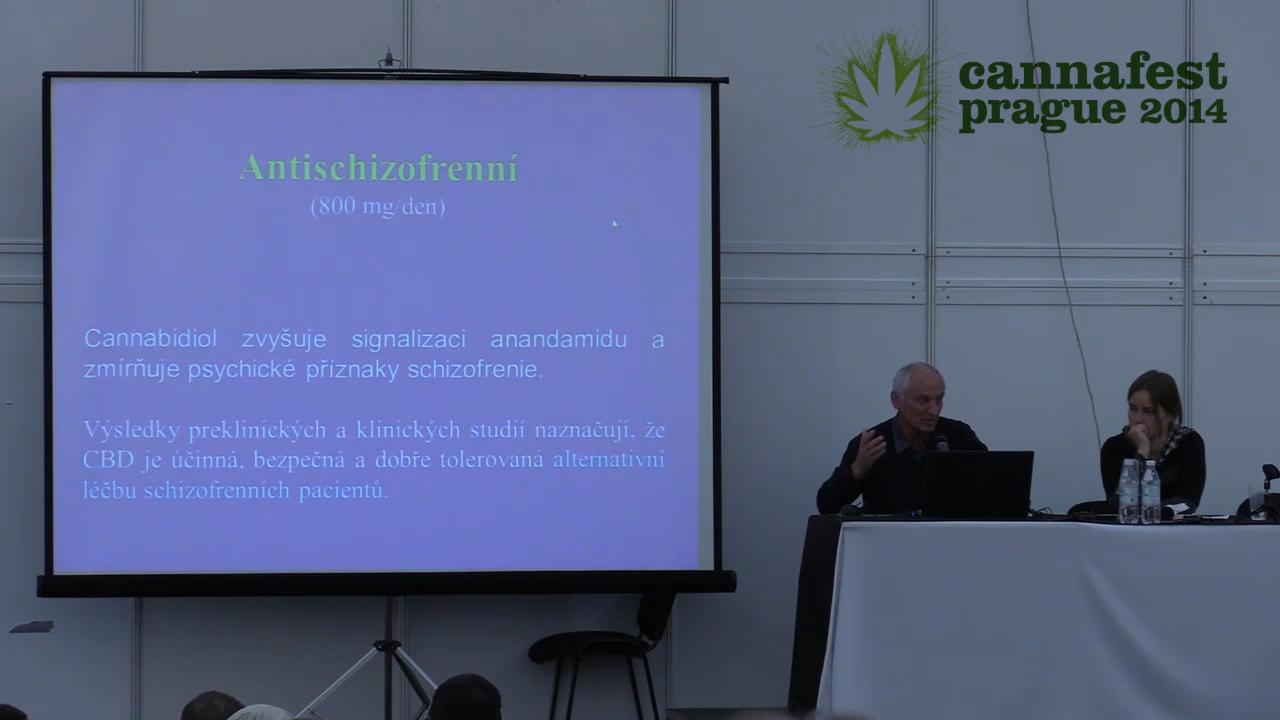 cannafest
prague 2014
Antischizofrenní
(800 mg/den)
Cannabidiol zvyšuje signalizaci anandamidu a
zmírňuje psychické příznaky schizofrenie.
Výsledky preklinických a klinických studií naznačují, že
CBD je účinná, bezpečná a dobře tolerovaná alternativní
léčbu schizofrenních pacientů.